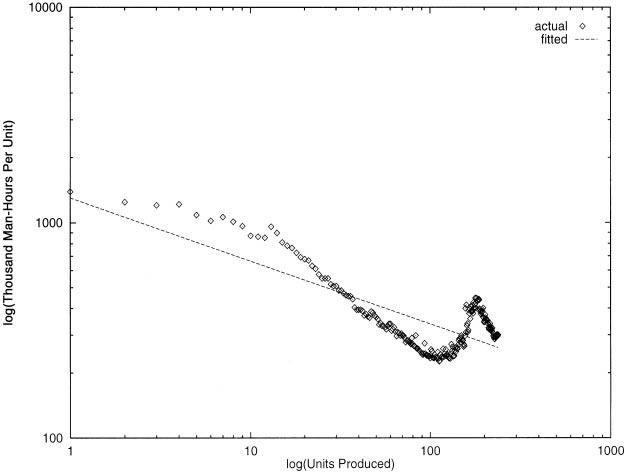 10000
actual
fitted
log(Thousand Man-Hours Per Unit)
1000
100
1
10
100
1000
log(Units Produced)